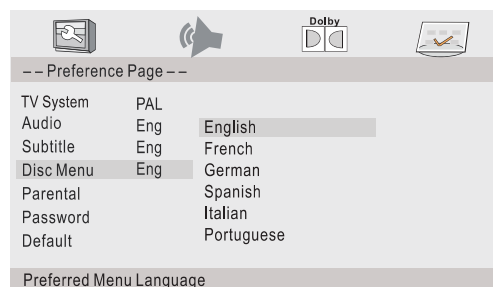 Dolby
– – Preference Page – –
TV System PAL
Audio Eng English
Subtitle Eng French
Disc Menu Eng German
Parental Spanish
Password Italian
Default Portuguese
Preferred Menu Language